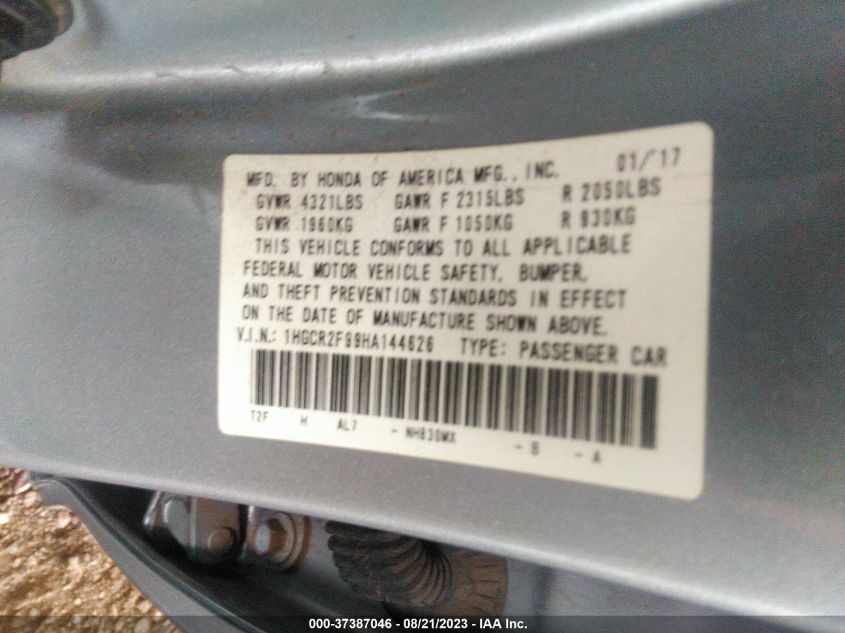 MFD. BY HONDA OF AMERICA MFG., INC. 01/17
GVWR 4321LBS GAWR F 2315LBS R 2050LBS
GVWR 1960KG GAWR F 1050KG R 930KG
THIS VEHICLE CONFORMS TO ALL APPLICABLE
FEDERAL MOTOR VEHICLE SAFETY, BUMPER,
AND THEFT PREVENTION STANDARDS IN EFFECT
ON THE DATE OF MANUFACTURE SHOWN ABOVE.
V.I.N.: 1HGCR2F99HA144626 TYPE: PASSENGER CAR
T2F H AL7 - NH830MX - B - A
000-37387046 - 08/21/2023 - IAA Inc.